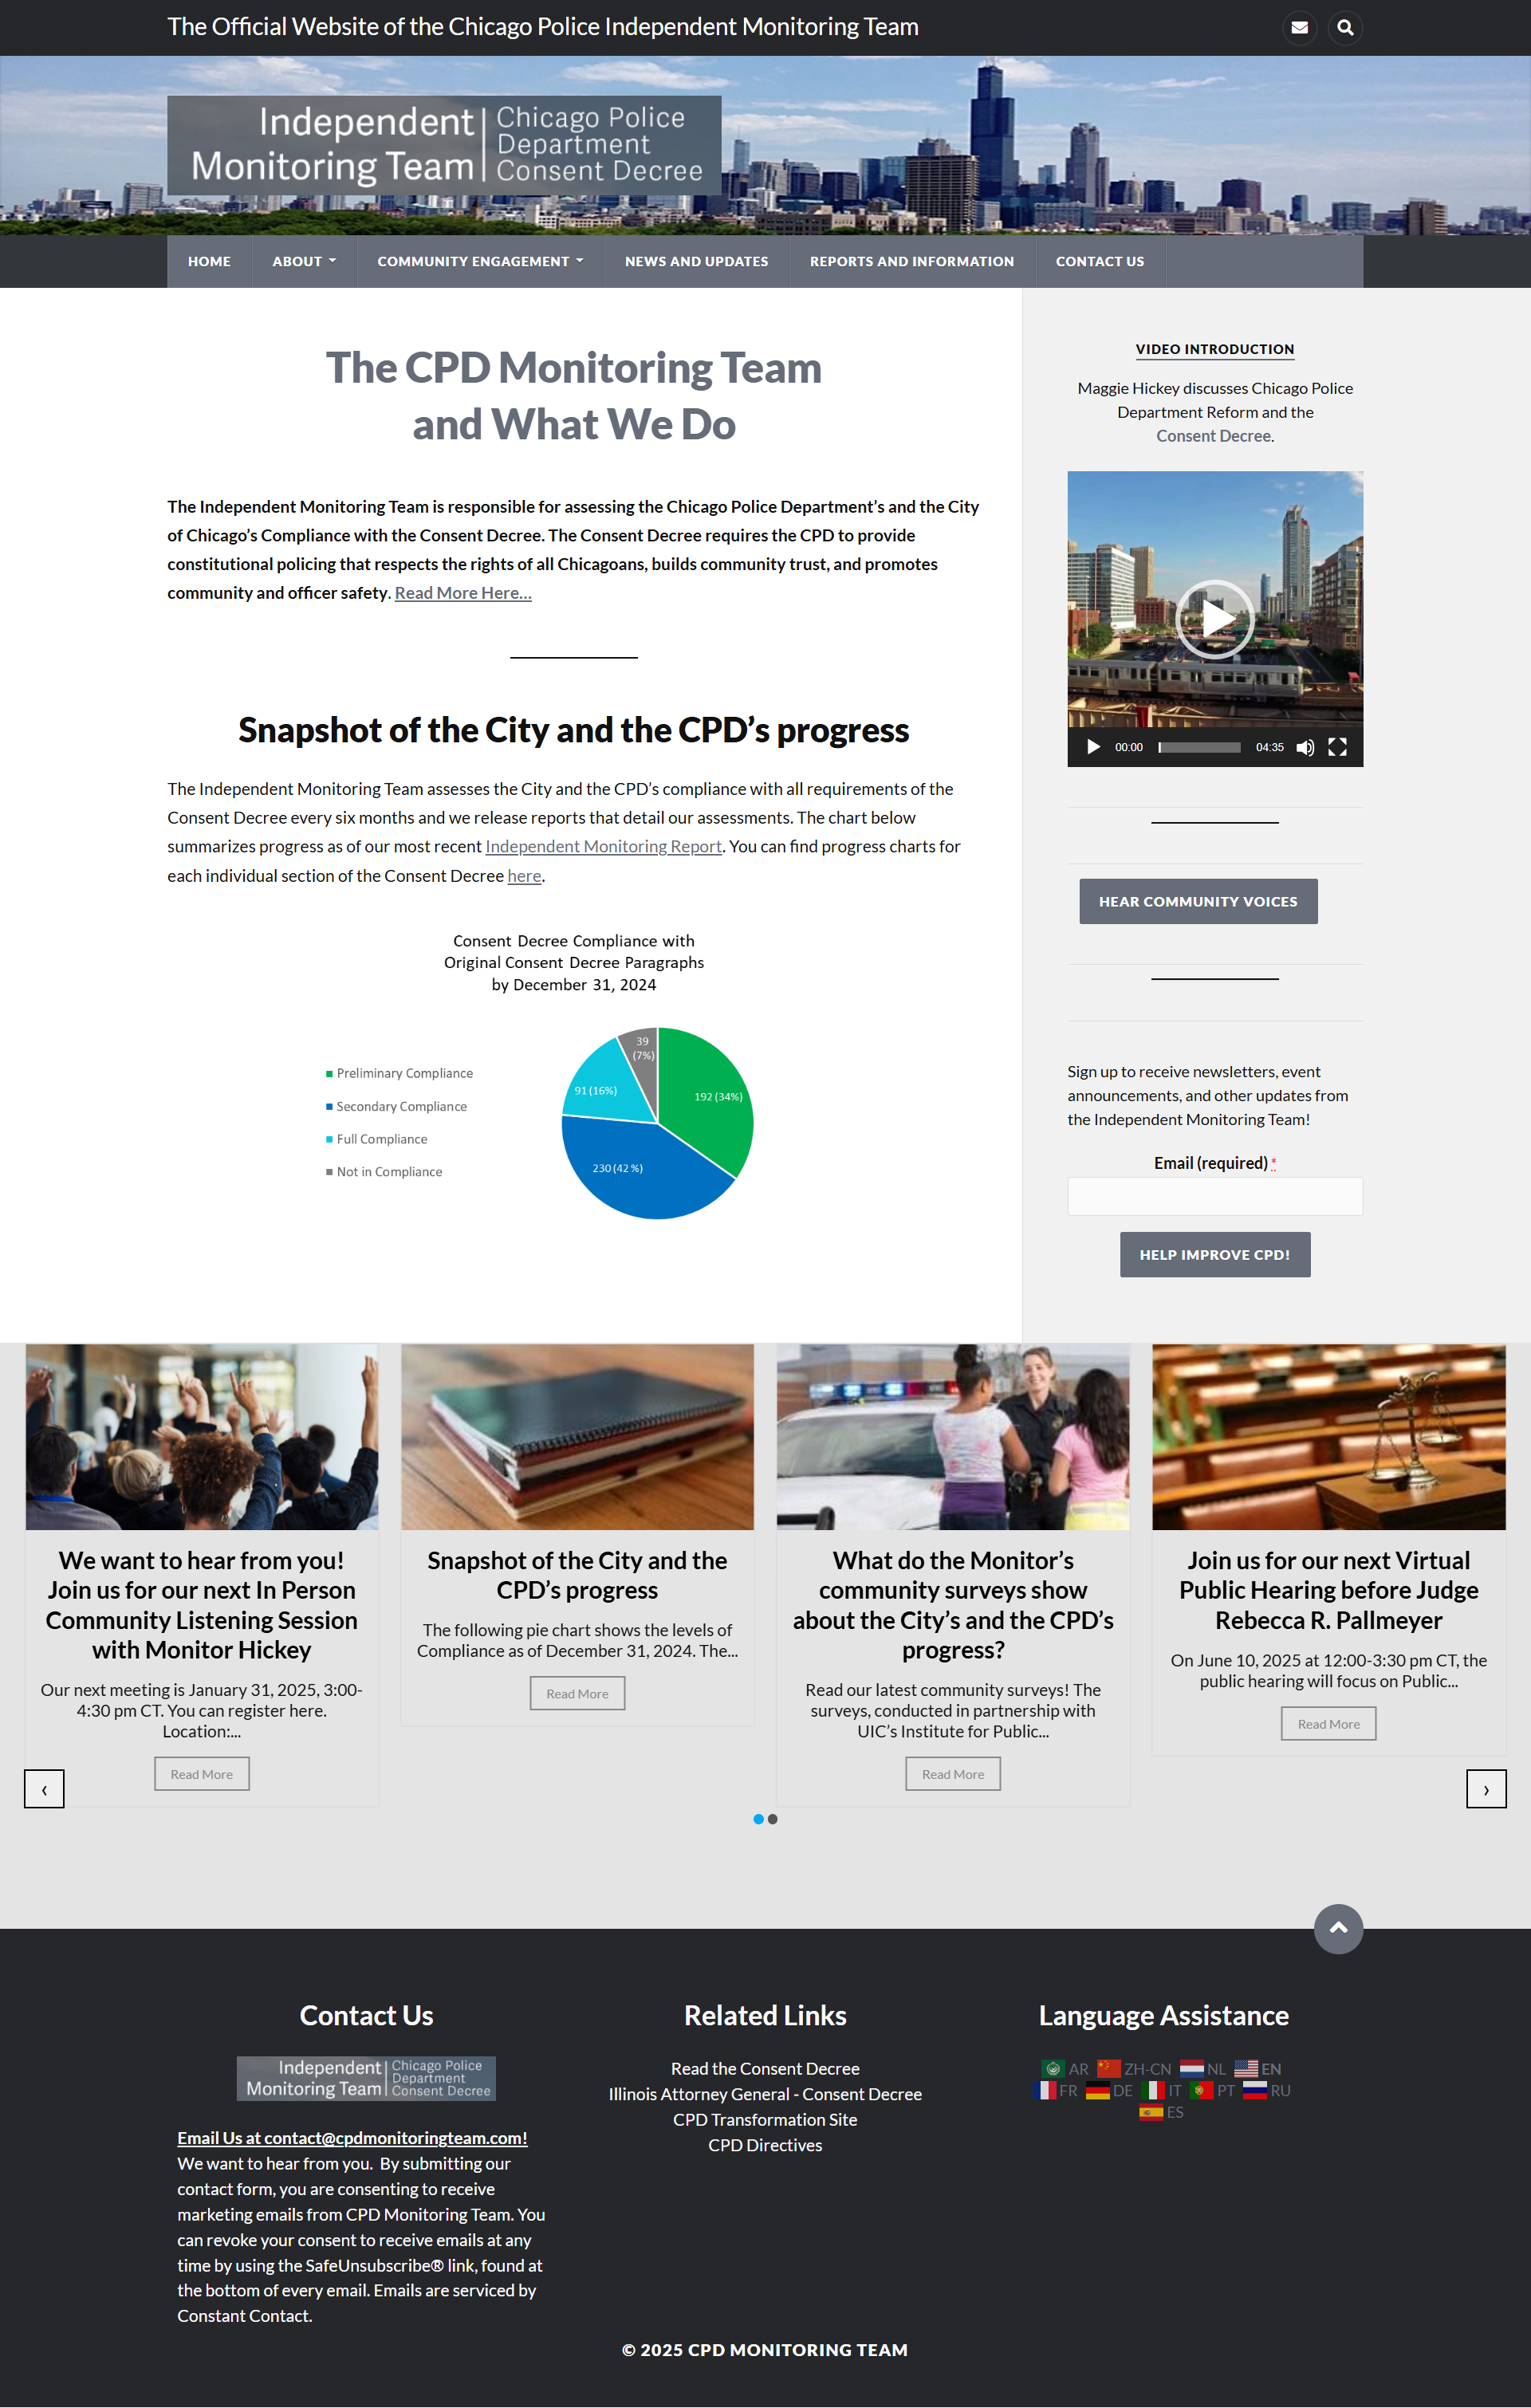 The Official Website of the Chicago Police Independent Monitoring Team
Independent
Monitoring Team
Chicago Police
Department
Consent Decree
HOME
ABOUT
COMMUNITY ENGAGEMENT
NEWS AND UPDATES
REPORTS AND INFORMATION
CONTACT US
The CPD Monitoring Team
and What We Do
The Independent Monitoring Team is responsible for assessing the Chicago Police Department’s and the City
of Chicago’s Compliance with the Consent Decree. The Consent Decree requires the CPD to provide
constitutional policing that respects the rights of all Chicagoans, builds community trust, and promotes
community and officer safety. Read More Here...
Snapshot of the City and the CPD’s progress
The Independent Monitoring Team assesses the City and the CPD’s compliance with all requirements of the
Consent Decree every six months and we release reports that detail our assessments. The chart below
summarizes progress as of our most recent Independent Monitoring Report. You can find progress charts for
each individual section of the Consent Decree here.
Consent Decree Compliance with
Original Consent Decree Paragraphs
by December 31, 2024
Preliminary Compliance
Secondary Compliance
Full Compliance
Not in Compliance
39
(7%)
91 (16%)
192 (34%)
230 (42 %)
VIDEO INTRODUCTION
Maggie Hickey discusses Chicago Police
Department Reform and the
Consent Decree.
00:00
04:35
HEAR COMMUNITY VOICES
Sign up to receive newsletters, event
announcements, and other updates from
the Independent Monitoring Team!
Email (required) *
HELP IMPROVE CPD!
We want to hear from you!
Join us for our next In Person
Community Listening Session
with Monitor Hickey
Our next meeting is January 31, 2025, 3:00-
4:30 pm CT. You can register here.
Location:...
Read More
Snapshot of the City and the
CPD’s progress
The following pie chart shows the levels of
Compliance as of December 31, 2024. The...
Read More
What do the Monitor’s
community surveys show
about the City’s and the CPD’s
progress?
Read our latest community surveys! The
surveys, conducted in partnership with
UIC’s Institute for Public...
Read More
Join us for our next Virtual
Public Hearing before Judge
Rebecca R. Pallmeyer
On June 10, 2025 at 12:00-3:30 pm CT, the
public hearing will focus on Public...
Read More
‹
›
Contact Us
Independent
Monitoring Team
Chicago Police
Department
Consent Decree
Email Us at contact@cpdmonitoringteam.com!
We want to hear from you.  By submitting our
contact form, you are consenting to receive
marketing emails from CPD Monitoring Team. You
can revoke your consent to receive emails at any
time by using the SafeUnsubscribe® link, found at
the bottom of every email. Emails are serviced by
Constant Contact.
Related Links
Read the Consent Decree
Illinois Attorney General - Consent Decree
CPD Transformation Site
CPD Directives
Language Assistance
AR ZH-CN NL EN
FR DE IT PT RU
ES
© 2025 CPD MONITORING TEAM